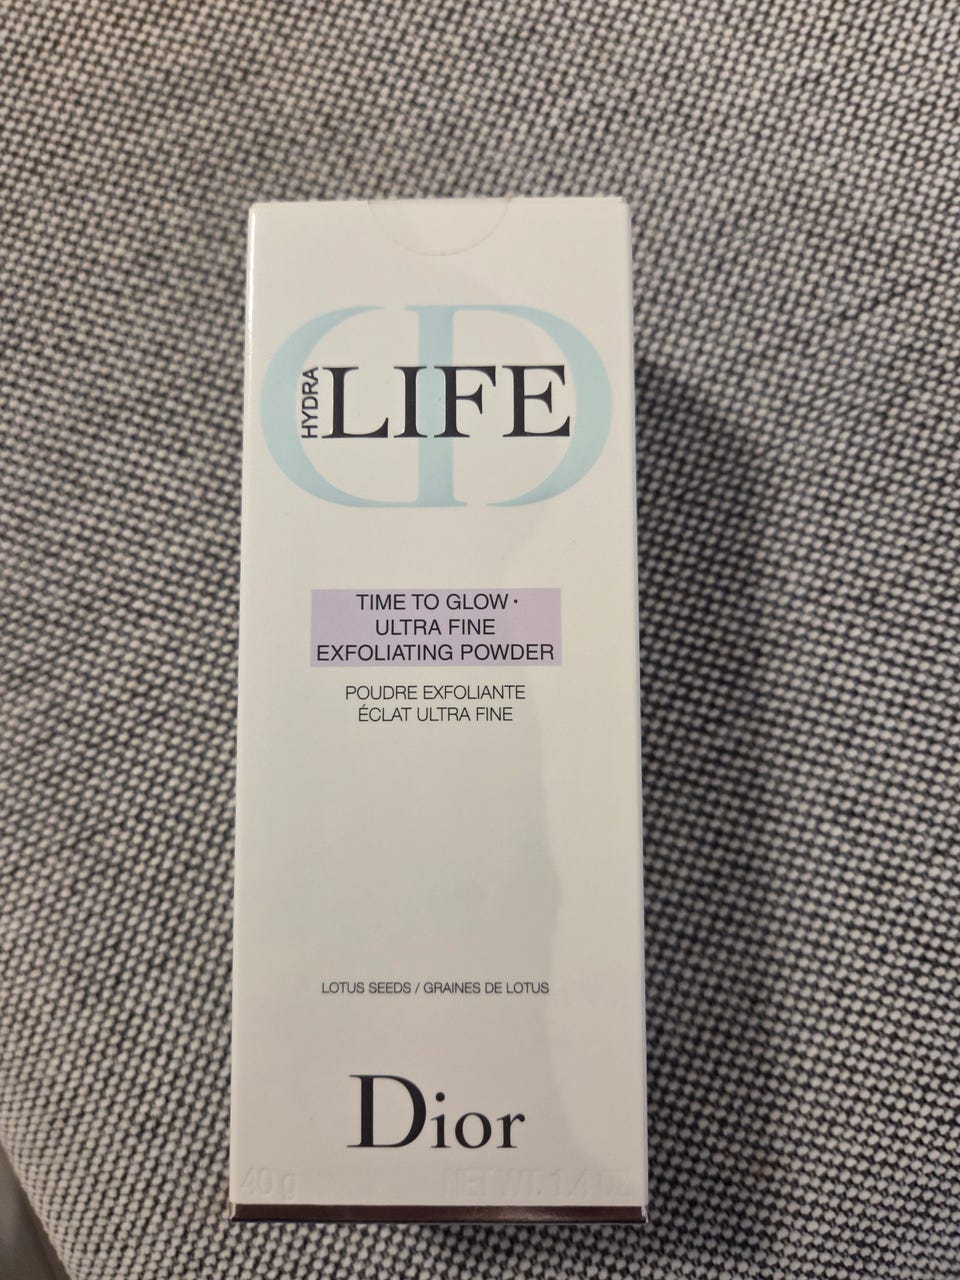 HYDRA
LIFE
TIME TO GLOW •
ULTRA FINE
EXFOLIATING POWDER
POUDRE EXFOLIANTE
ÉCLAT ULTRA FINE
LOTUS SEEDS / GRAINES DE LOTUS
Dior
40 g NET WT. 1.4 OZ